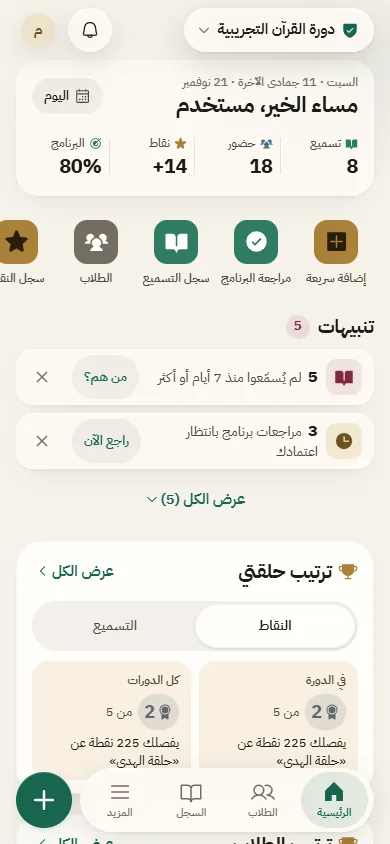 دورة القرآن التجريبية
م
السبت · 11 جمادى الآخرة · 21 نوفمبر
مساء الخير، مستخدم
اليوم
تسميع
8
حضور
18
نقاط
+14
البرنامج
80%
إضافة سريعة
مراجعة البرنامج
سجل التسميع
الطلاب
سجل النقا
تنبيهات 5
5 لم يُسمّعوا منذ 7 أيام أو أكثر
من هم؟
3 مراجعات برنامج بانتظار
اعتمادك
راجع الآن
عرض الكل (5)
ترتيب حلقتي
عرض الكل
النقاط
التسميع
في الدورة
2 من 5
يفصلك 225 نقطة عن
«حلقة الهدى»
كل الدورات
2 من 5
يفصلك 225 نقطة عن
«حلقة الهدى»
الرئيسية
الطلاب
السجل
المزيد